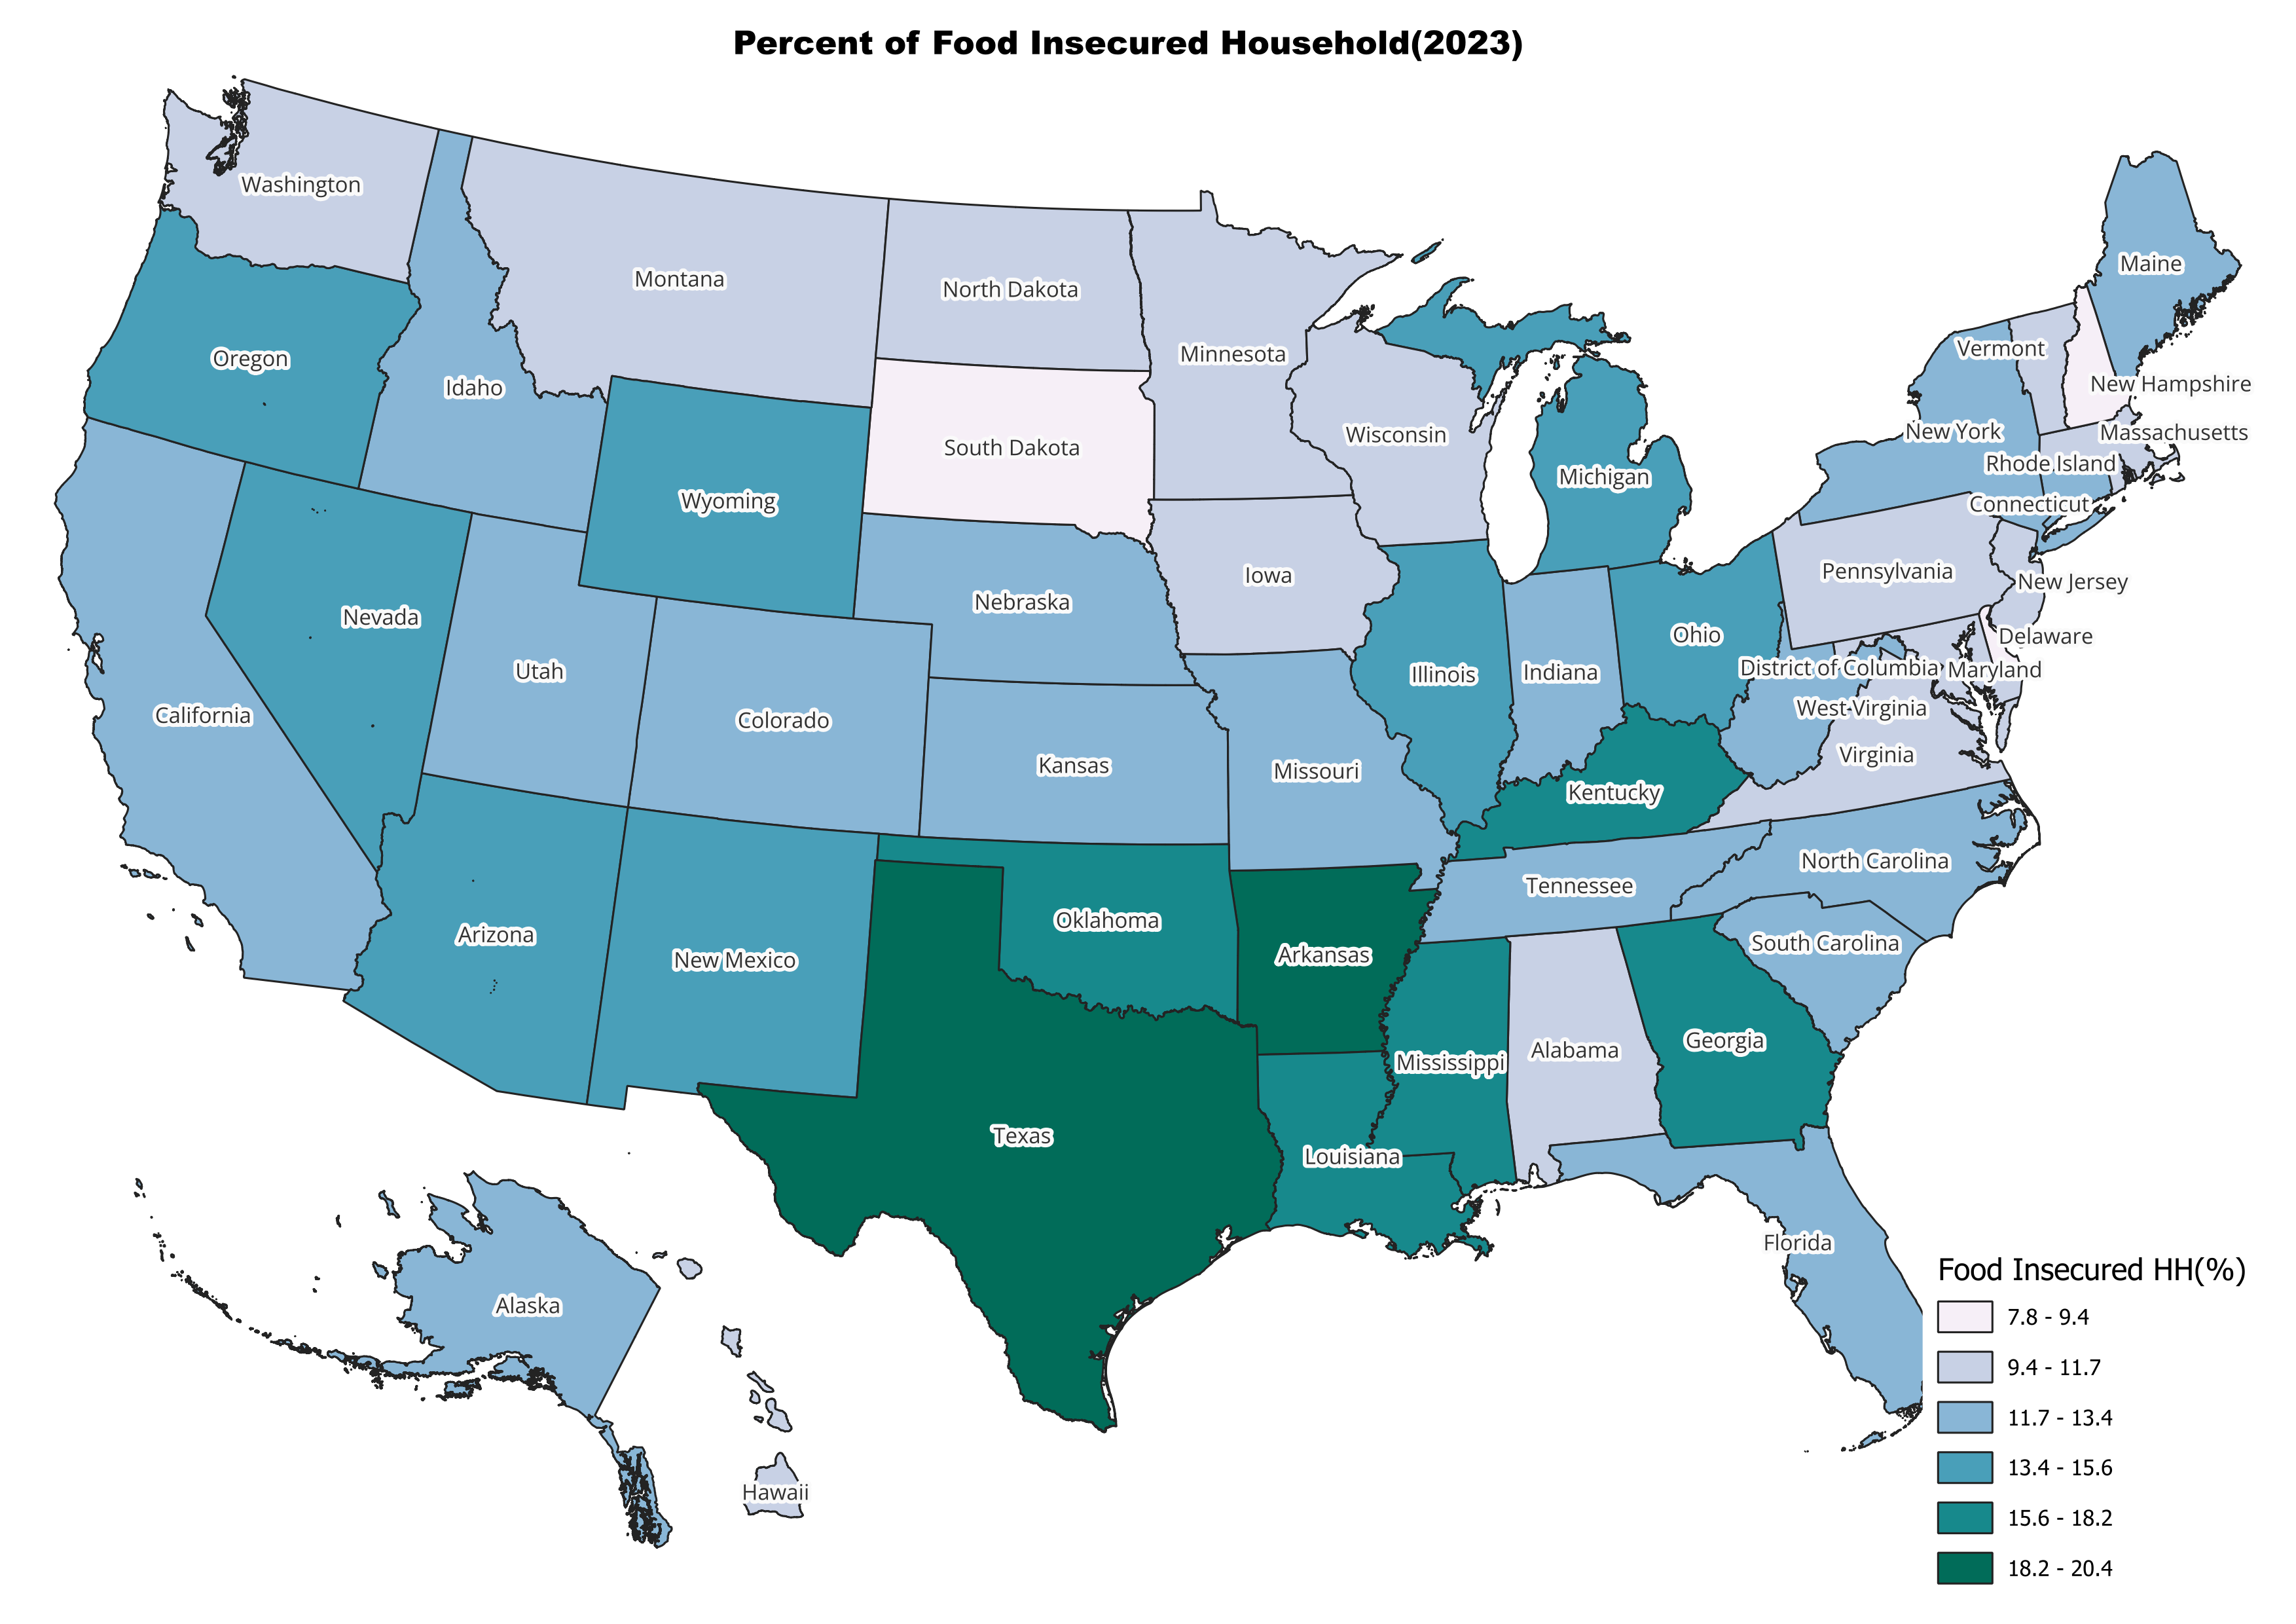 Percent of Food Insecured Household(2023)
Washington
Montana
North Dakota
Minnesota
Maine
Oregon
Idaho
South Dakota
Wisconsin
Michigan
Vermont
New Hampshire
New York
Massachusetts
Rhode Island
Connecticut
Wyoming
Nevada
Utah
Colorado
Nebraska
Iowa
Illinois
Indiana
Ohio
Pennsylvania
New Jersey
Delaware
District of Columbia
Maryland
West Virginia
Virginia
California
Kansas
Missouri
Kentucky
Arizona
New Mexico
Oklahoma
Arkansas
Tennessee
North Carolina
South Carolina
Texas
Louisiana
Mississippi
Alabama
Georgia
Florida
Alaska
Hawaii
Food Insecured HH(%)
7.8 - 9.4
9.4 - 11.7
11.7 - 13.4
13.4 - 15.6
15.6 - 18.2
18.2 - 20.4